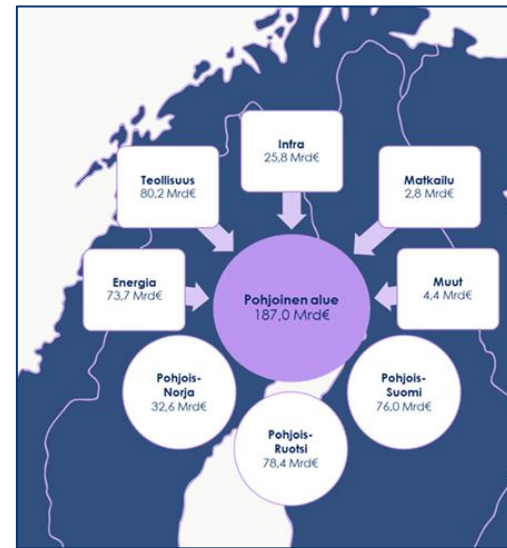 Infra
25,8 Mrd€
Teollisuus
80,2 Mrd€
Matkailu
2,8 Mrd€
Energia
73,7 Mrd€
Pohjoinen alue
187,0 Mrd€
Muut
4,4 Mrd€
Pohjois-
Norja
32,6 Mrd€
Pohjois-
Suomi
76,0 Mrd€
Pohjois-
Ruotsi
78,4 Mrd€